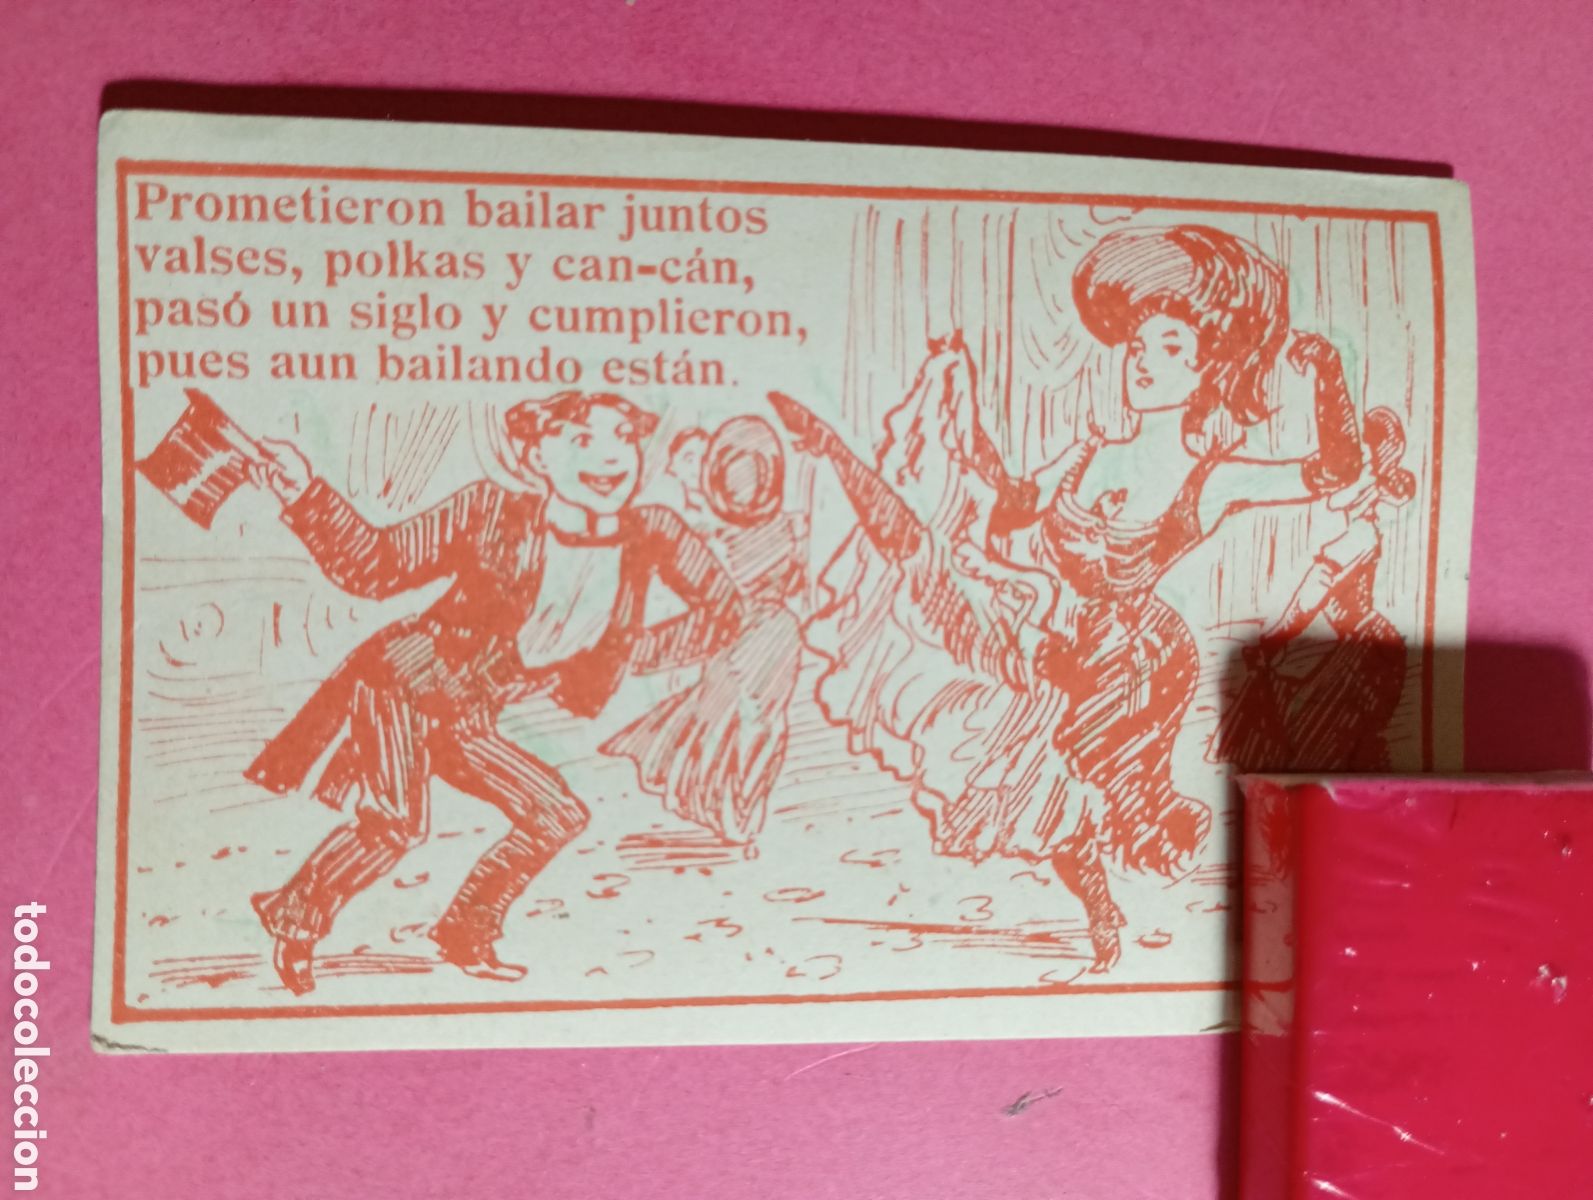 Prometieron bailar juntos
valses, polkas y can-cán,
pasó un siglo y cumplieron,
pues aun bailando están.
todocoleccion